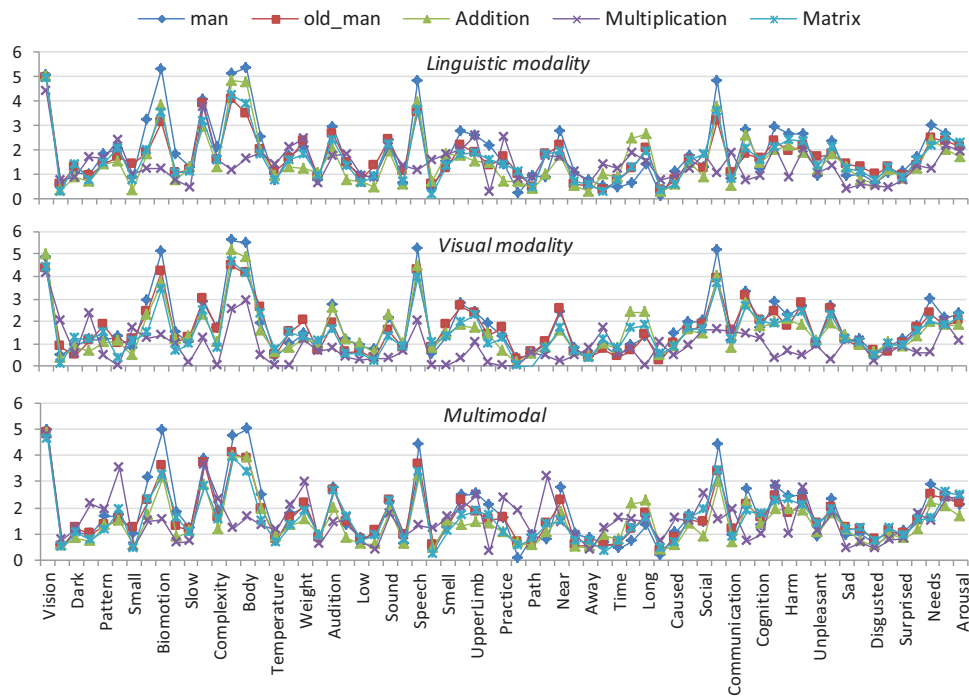 man old_man Addition Multiplication Matrix
Linguistic modality
6
5
4
3
2
1
0
Visual modality
6
5
4
3
2
1
0
Multimodal
6
5
4
3
2
1
0
Vision
Dark
Pattern
Small
Biomotion
Slow
Complexity
Body
Temperature
Weight
Audition
Low
Sound
Speech
Smell
UpperLimb
Practice
Path
Near
Away
Time
Long
Caused
Social
Communication
Cognition
Harm
Unpleasant
Sad
Disgusted
Surprised
Needs
Arousal